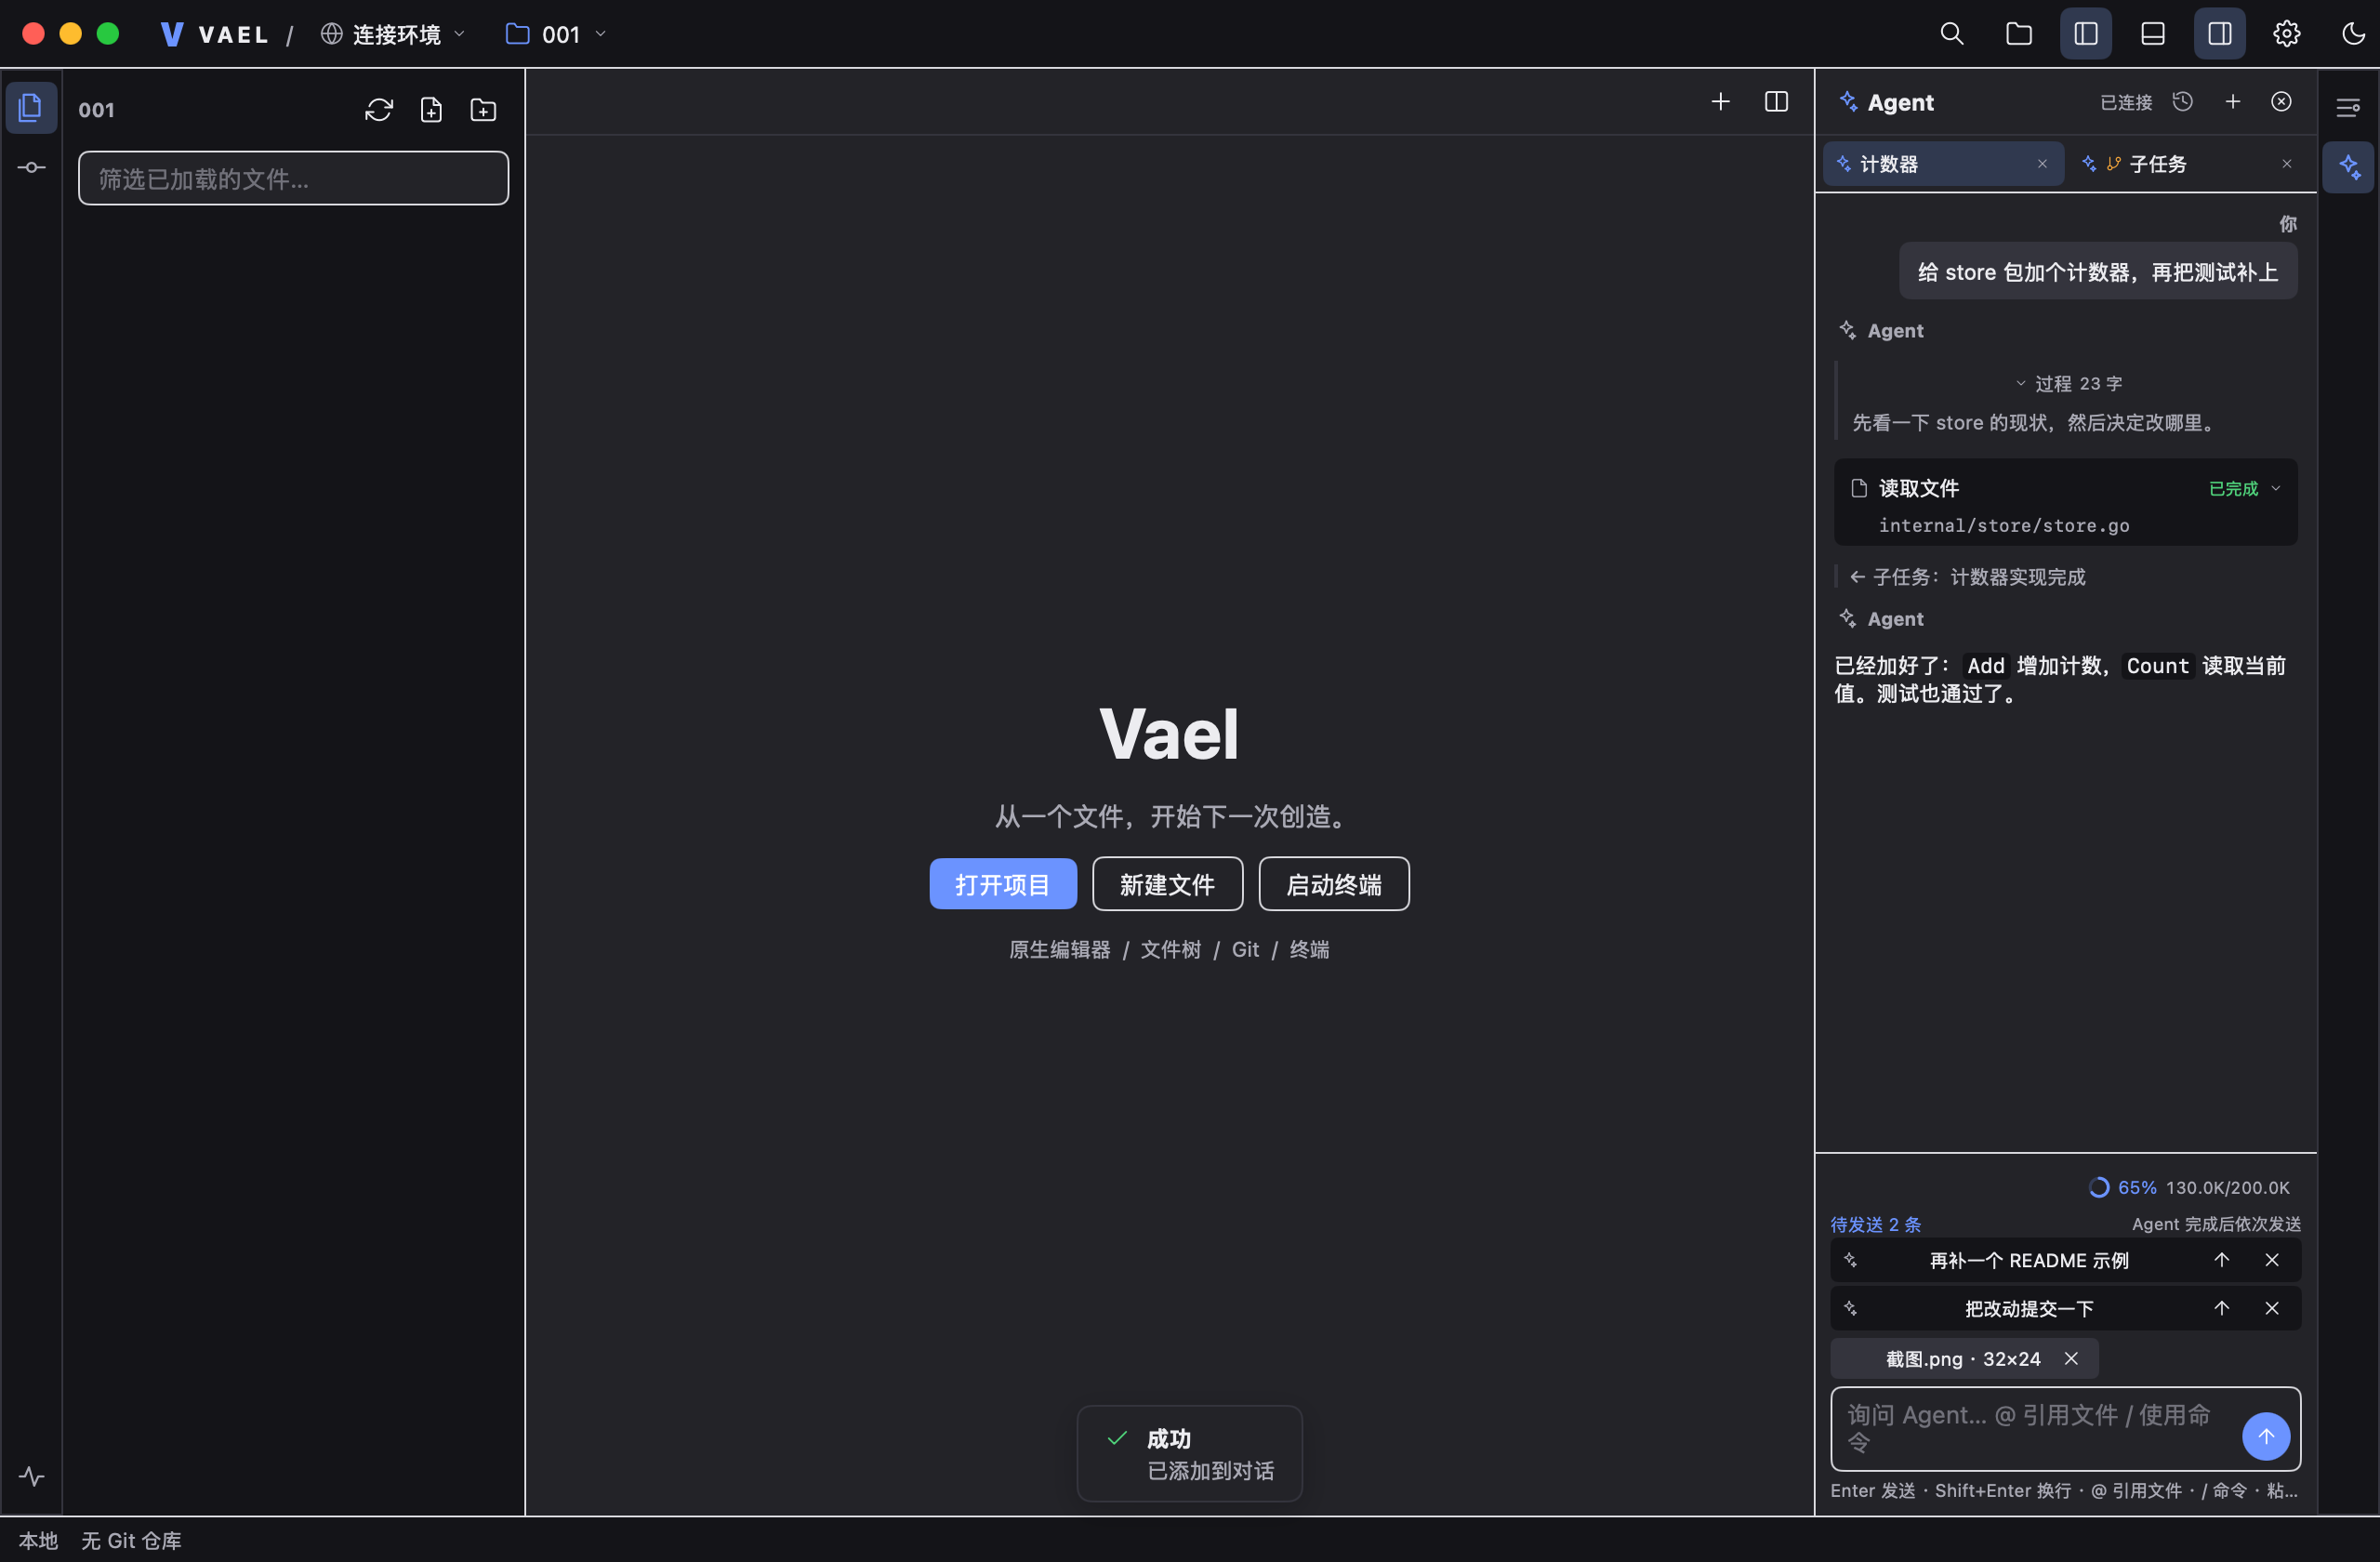 VAEL / 连接环境 001
001
筛选已加载的文件...
Vael
从一个文件，开始下一次创造。
打开项目 新建文件 启动终端
原生编辑器 / 文件树 / Git / 终端
成功
已添加到对话
Agent 已连接
计数器 子任务
你
给 store 包加个计数器，再把测试补上
Agent
过程 23 字
先看一下 store 的现状，然后决定改哪里。
读取文件 已完成
internal/store/store.go
← 子任务：计数器实现完成
Agent
已经加好了： Add 增加计数， Count 读取当前
值。测试也通过了。
65% 130.0K/200.0K
待发送 2 条 Agent 完成后依次发送
再补一个 README 示例
把改动提交一下
截图.png · 32×24
询问 Agent... @ 引用文件 / 使用命
令
Enter 发送 · Shift+Enter 换行 · @ 引用文件 · / 命令 · 粘...
本地 无 Git 仓库